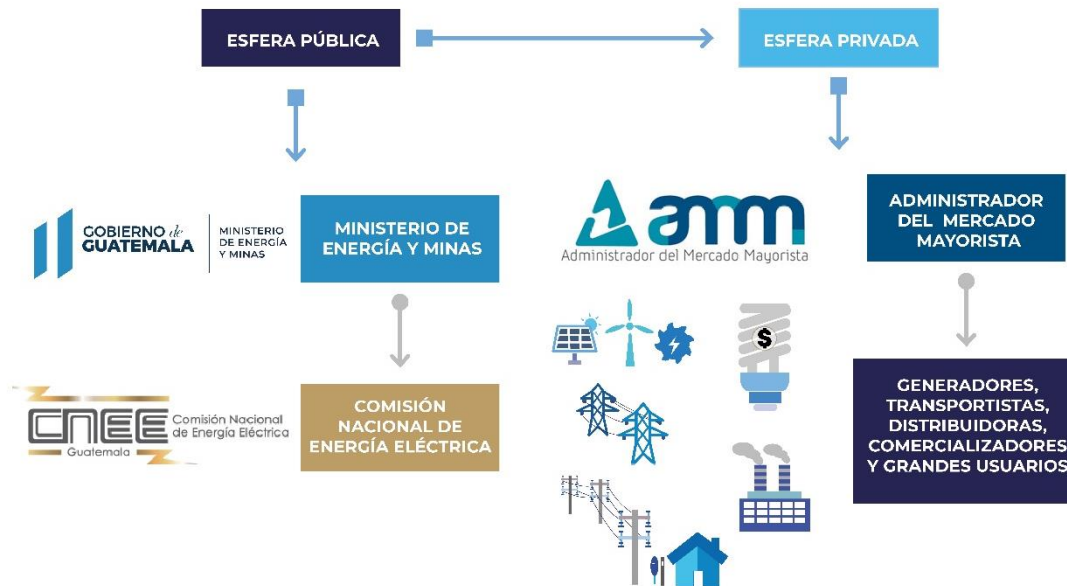 ESFERA PÚBLICA
ESFERA PRIVADA
GOBIERNO de
GUATEMALA
MINISTERIO
DE ENERGÍA
Y MINAS
MINISTERIO DE
ENERGÍA Y MINAS
amm
Administrador del Mercado Mayorista
ADMINISTRADOR
DEL MERCADO
MAYORISTA
CNEE
Comisión Nacional
de Energía Eléctrica
Guatemala
COMISIÓN
NACIONAL DE
ENERGÍA ELÉCTRICA
$
GENERADORES,
TRANSPORTISTAS,
DISTRIBUIDORAS,
COMERCIALIZADORES
Y GRANDES USUARIOS